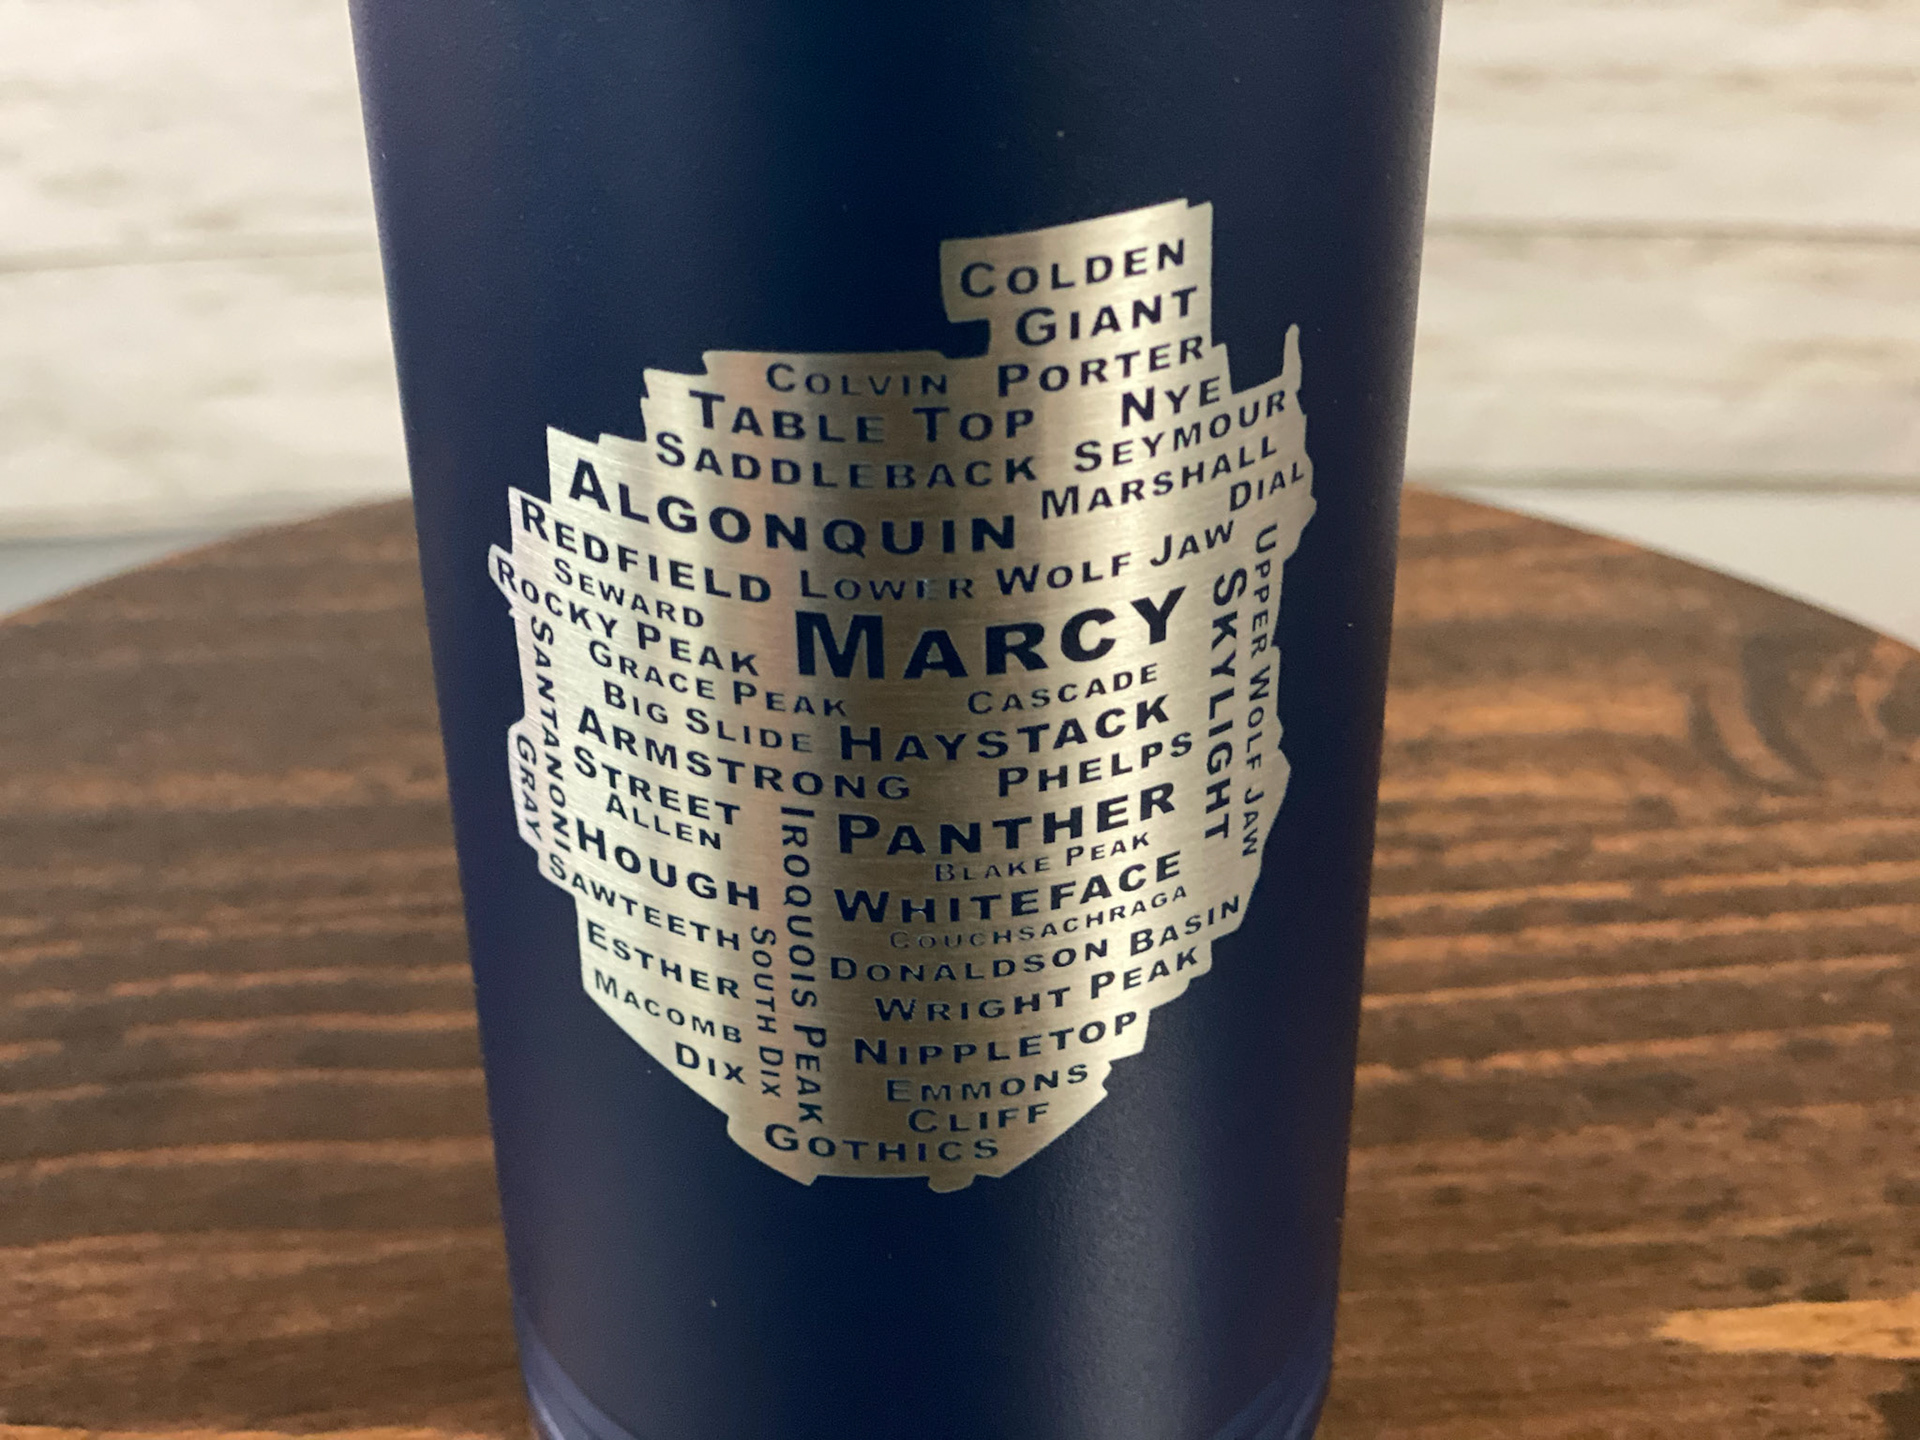 COLDEN
GIANT
COLVIN PORTER
TABLE TOP NYE
SADDLEBACK SEYMOUR
ALGONQUIN MARSHALL
DIAL
REDFIELD LOWER WOLF JAW
SEWARD
ROCKY PEAK MARCY
GRACE PEAK CASCADE
BIG SLIDE HAYSTACK
ARMSTRONG PHELPS
STREET
ALLEN PANTHER
BLAKE PEAK
HOUGH WHITEFACE
COUCHSACHRAGA
SAWTEETH DONALDSON BASIN
ESTHER WRIGHT PEAK
MACOMB NIPPLETOP
DIX EMMONS
CLIFF
GOTHICS
SANTANONI
GRAY
IROQUOIS PEAK
SOUTH DIX
SKYLIGHT
UPPER WOLF JAW